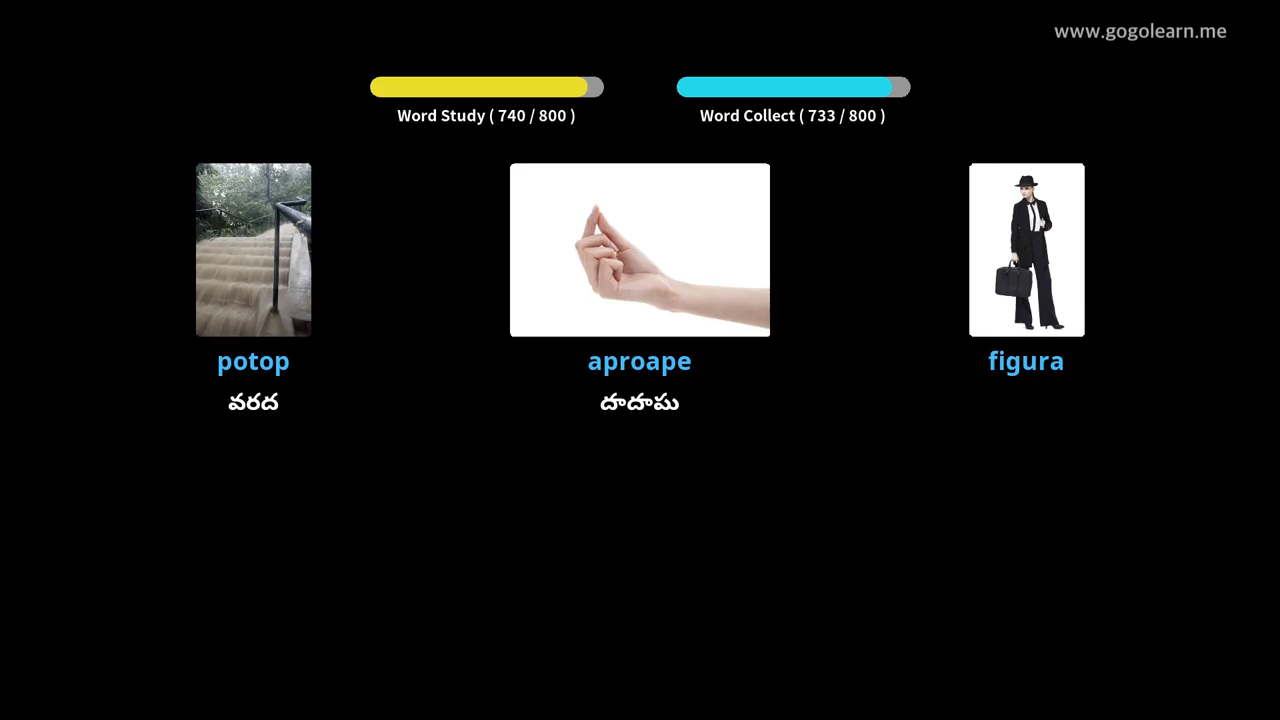 www.gogolearn.me
Word Study ( 740 / 800 )
Word Collect ( 733 / 800 )
potop
aproape
figura
వరద
దాదాపు